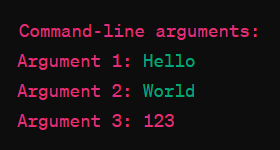 Command-line arguments:
Argument 1: Hello
Argument 2: World
Argument 3: 123